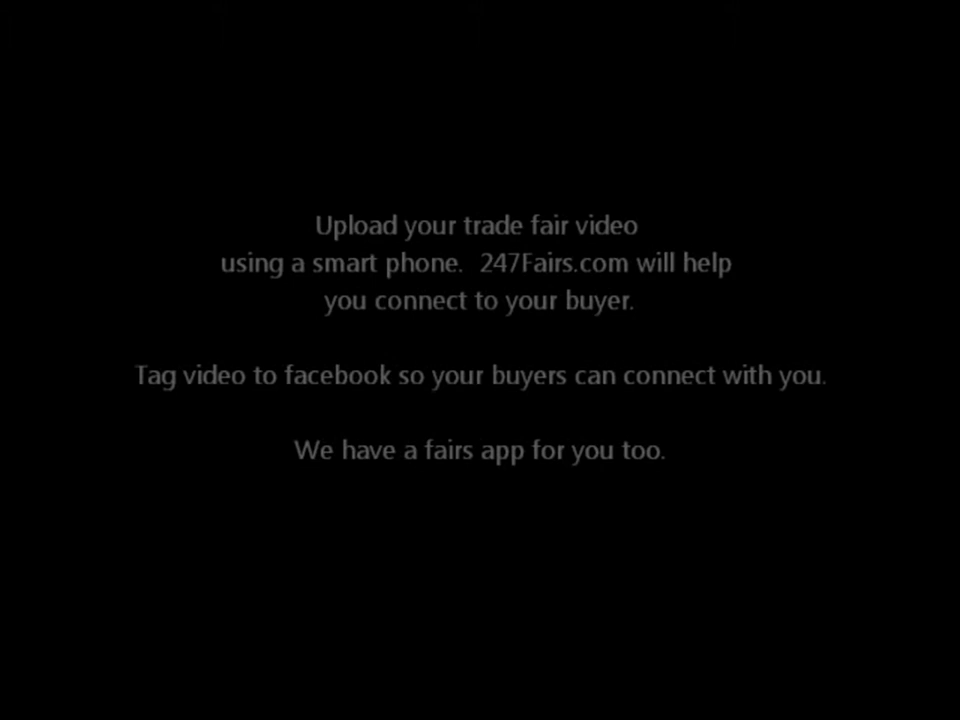 Upload your trade fair video
using a smart phone.  247Fairs.com will help
you connect to your buyer.
Tag video to facebook so your buyers can connect with you.
We have a fairs app for you too.